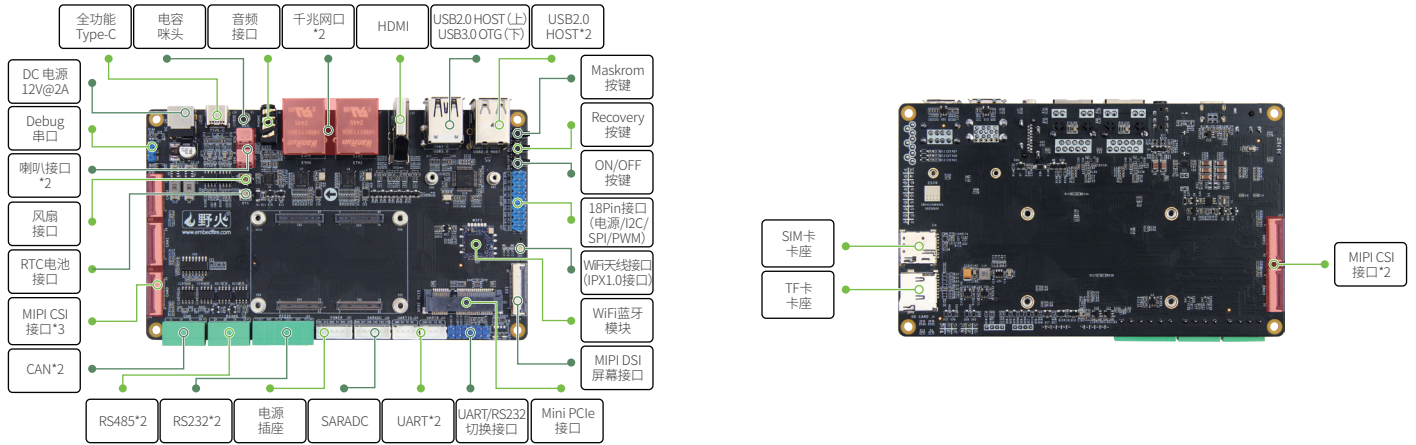 全功能
Type-C
电容
咪头
音频
接口
千兆网口
*2
HDMI
USB2.0 HOST (上)
USB3.0 OTG (下)
USB2.0
HOST*2
DC 电源
12V@2A
Debug
串口
喇叭接口
*2
风扇
接口
RTC电池
接口
MIPI CSI
接口*3
CAN*2
Maskrom
按键
Recovery
按键
ON/OFF
按键
18Pin接口
(电源/I2C/
SPI/PWM)
WiFi天线接口
(IPX1.0接口)
WiFi蓝牙
模块
MIPI DSI
屏幕接口
野火
www.embedfire.com
RS485*2
RS232*2
电源
插座
SARADC
UART*2
UART/RS232
切换接口
Mini PCIe
接口
SIM卡
卡座
TF卡
卡座
MIPI CSI
接口*2